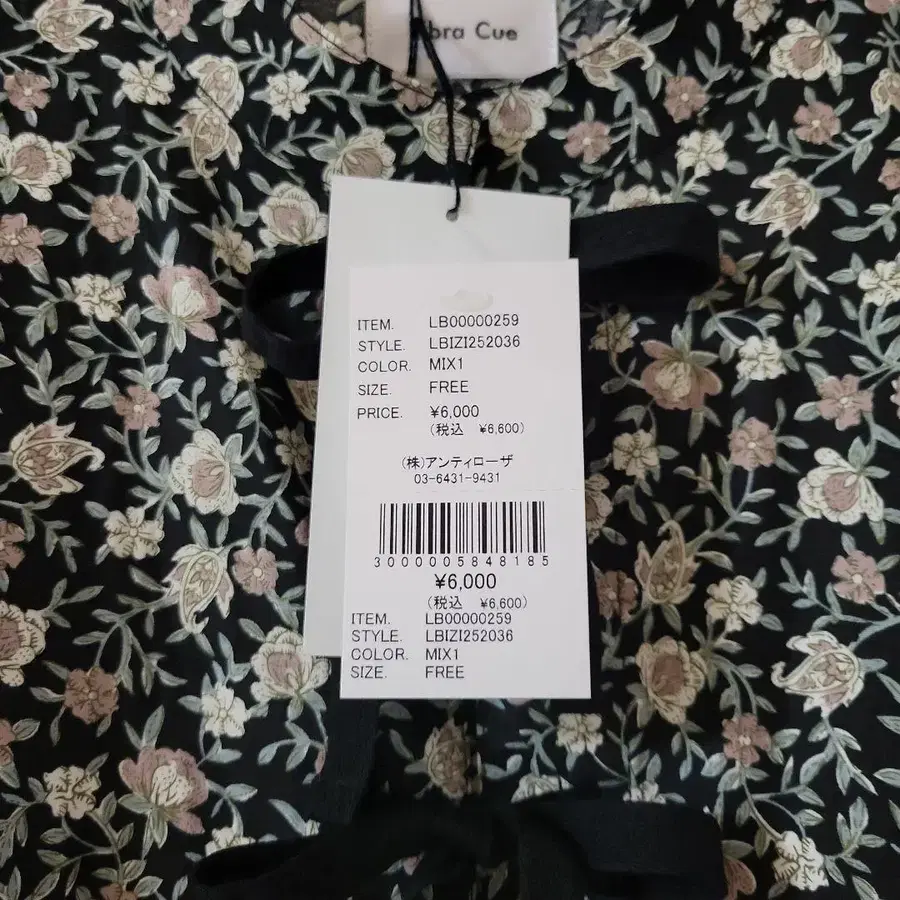 bra Cue
ITEM. LB00000259
STYLE. LBIZI252036
COLOR. MIX1
SIZE. FREE
PRICE. ¥6,000
(税込 ¥6,600)
(株)アンティローザ
03-6431-9431
3000005848185
¥6,000
(税込 ¥6,600)
ITEM. LB00000259
STYLE. LBIZI252036
COLOR. MIX1
SIZE. FREE